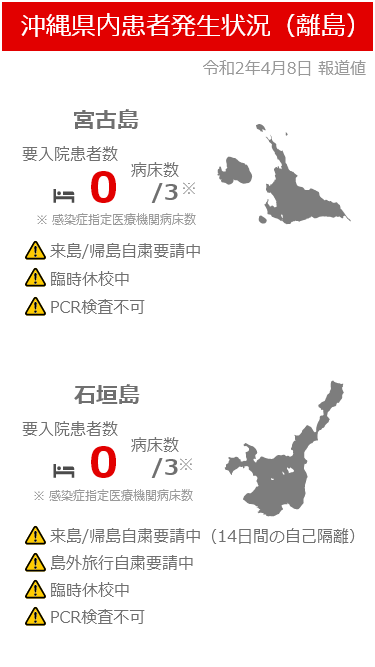 沖縄県内患者発生状況（離島）
令和2年4月8日 報道値
宮古島
要入院患者数
病床数
0
/3※
※ 感染症指定医療機関病床数
来島/帰島自粛要請中
臨時休校中
PCR検査不可
石垣島
要入院患者数
病床数
0
/3※
※ 感染症指定医療機関病床数
来島/帰島自粛要請中（14日間の自己隔離）
島外旅行自粛要請中
臨時休校中
PCR検査不可